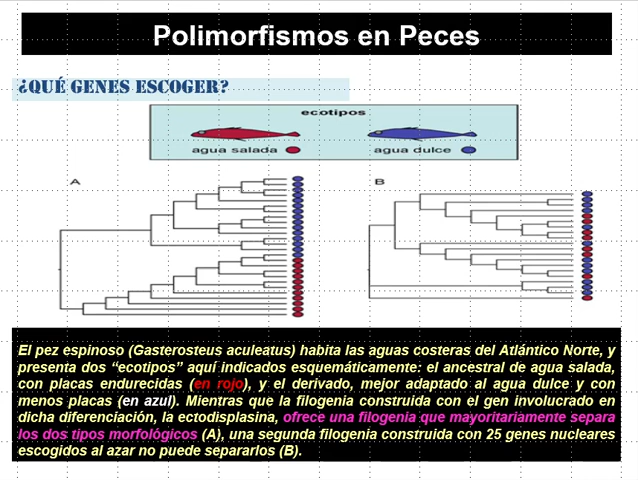 Polimorfismos en Peces
¿QUÉ GENES ESCOGER?
ecotipos
agua salada
agua dulce
A
B
El pez espinoso (Gasterosteus aculeatus) habita las aguas costeras del Atlántico Norte, y
presenta dos “ecotipos” aquí indicados esquemáticamente: el ancestral de agua salada,
con placas endurecidas (en rojo), y el derivado, mejor adaptado al agua dulce y con
menos placas (en azul). Mientras que la filogenia construida con el gen involucrado en
dicha diferenciación, la ectodisplasina, ofrece una filogenia que mayoritariamente separa
los dos tipos morfológicos (A), una segunda filogenia construida con 25 genes nucleares
escogidos al azar no puede separarlos (B).